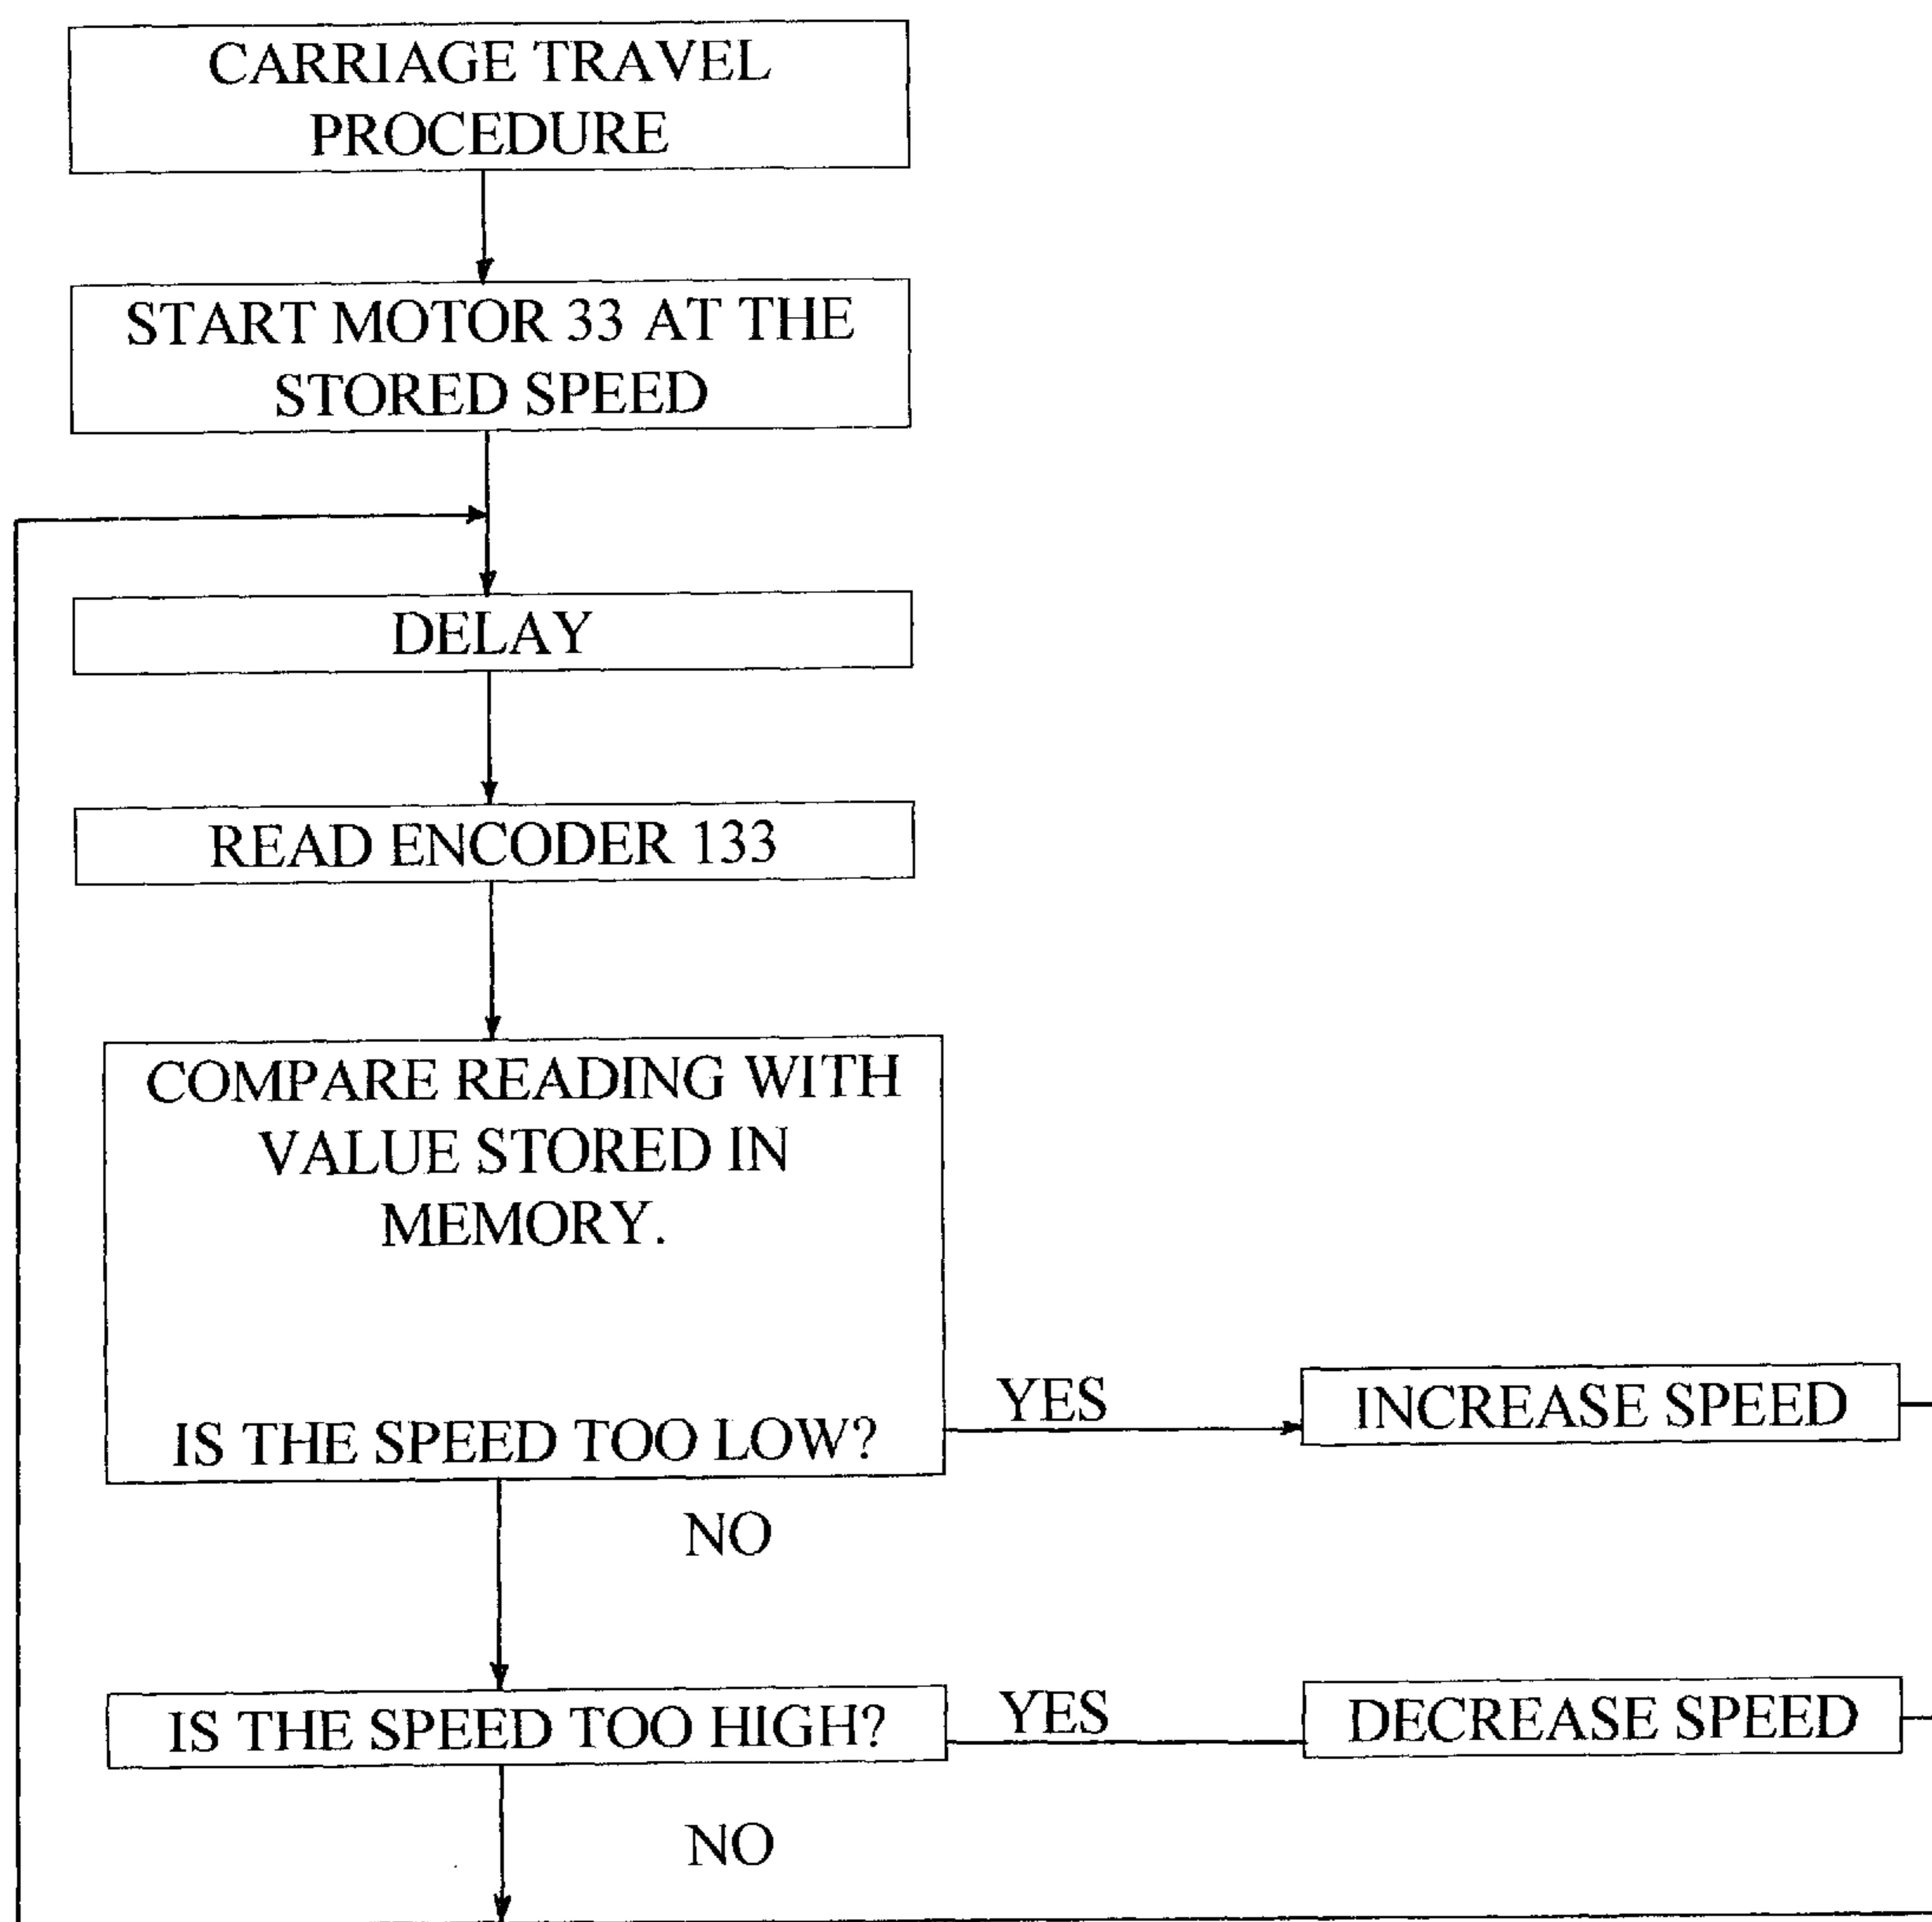 CARRIAGE TRAVEL
PROCEDURE
START MOTOR 33 AT THE
STORED SPEED
DELAY
READ ENCODER 133
COMPARE READING WITH
VALUE STORED IN
MEMORY.
IS THE SPEED TOO LOW?
YES
INCREASE SPEED
NO
IS THE SPEED TOO HIGH?
YES
DECREASE SPEED
NO